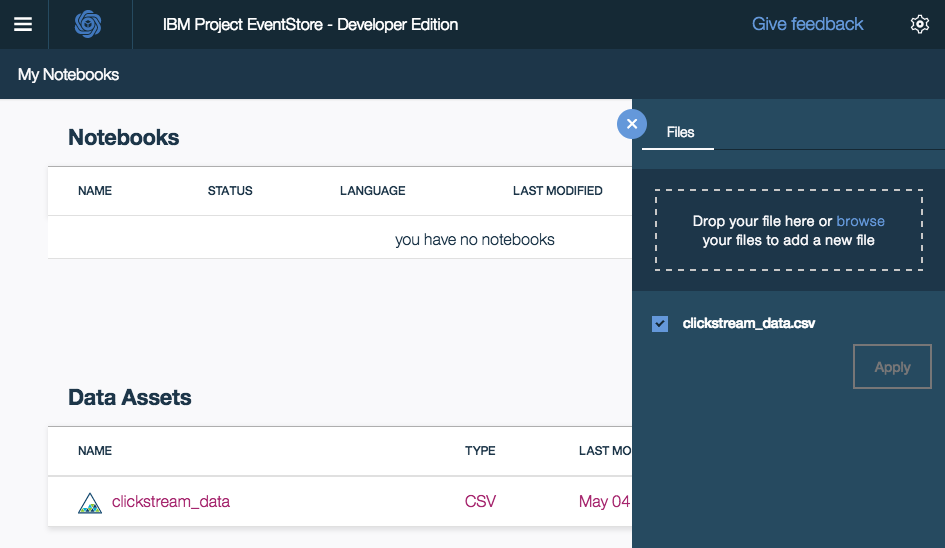 IBM Project EventStore - Developer Edition
Give feedback
My Notebooks
Notebooks
NAME STATUS LANGUAGE LAST MODIFIED
you have no notebooks
Data Assets
NAME TYPE LAST MO
clickstream_data CSV May 04
Files
Drop your file here or browse
your files to add a new file
clickstream_data.csv
Apply